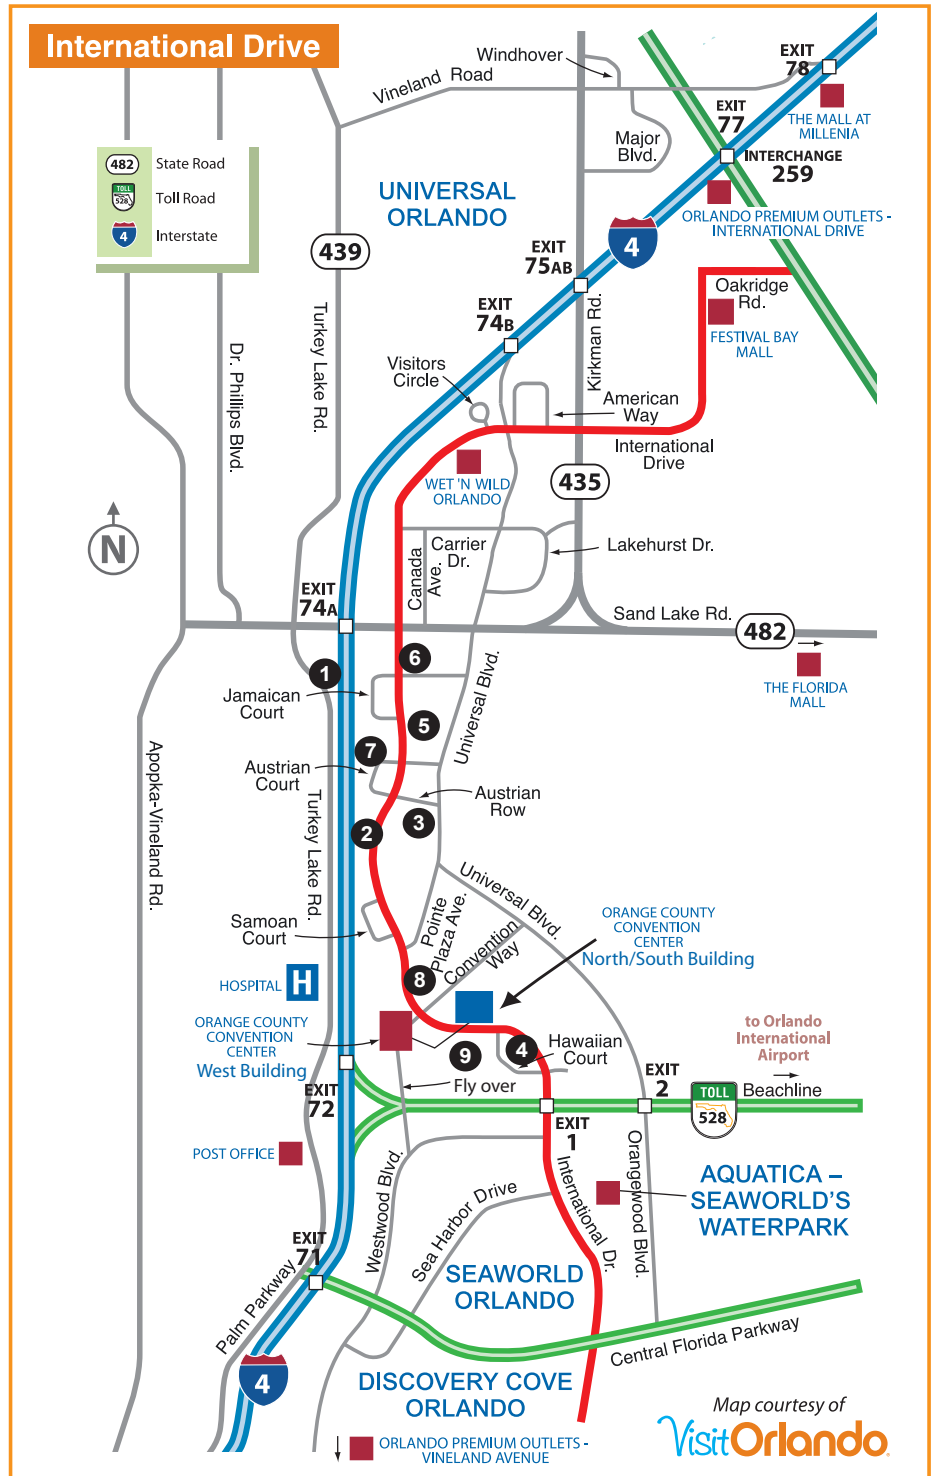 International Drive
Windhover
EXIT
78
Vineland Road
EXIT
77
THE MALL AT
MILLENIA
Major
Blvd.
INTERCHANGE
259
482
State Road
TOLL
528
Toll Road
4
Interstate
UNIVERSAL
ORLANDO
ORLANDO PREMIUM OUTLETS -
INTERNATIONAL DRIVE
439
EXIT
75AB
4
Oakridge
Rd.
EXIT
74B
Kirkman Rd.
Turkey Lake Rd.
Dr. Phillips Blvd.
FESTIVAL BAY
MALL
Visitors
Circle
American
Way
International
Drive
WET 'N WILD
ORLANDO
435
N
Carrier
Dr.
Canada
Ave.
Lakehurst Dr.
EXIT
74A
Sand Lake Rd.
482
6
1
THE FLORIDA
MALL
Jamaican
Court
Universal Blvd.
5
7
Austrian
Court
Austrian
Row
Apopka-Vineland Rd.
Turkey Lake Rd.
2
3
Universal Blvd.
Pointe
Plaza Ave.
Samoan
Court
Convention
Way
ORANGE COUNTY
CONVENTION
CENTER
North/South Building
HOSPITAL
H
8
ORANGE COUNTY
CONVENTION
CENTER
West Building
to Orlando
International
Airport
9
4
Hawaiian
Court
EXIT
72
Fly over
EXIT
2
TOLL
528
Beachline
EXIT
1
POST OFFICE
Westwood Blvd.
Sea Harbor Drive
International Dr.
Orangewood Blvd.
AQUATICA –
SEAWORLD'S
WATERPARK
EXIT
71
Palm Parkway
SEAWORLD
ORLANDO
Central Florida Parkway
4
DISCOVERY COVE
ORLANDO
Map courtesy of
VisitOrlando
ORLANDO PREMIUM OUTLETS -
VINELAND AVENUE